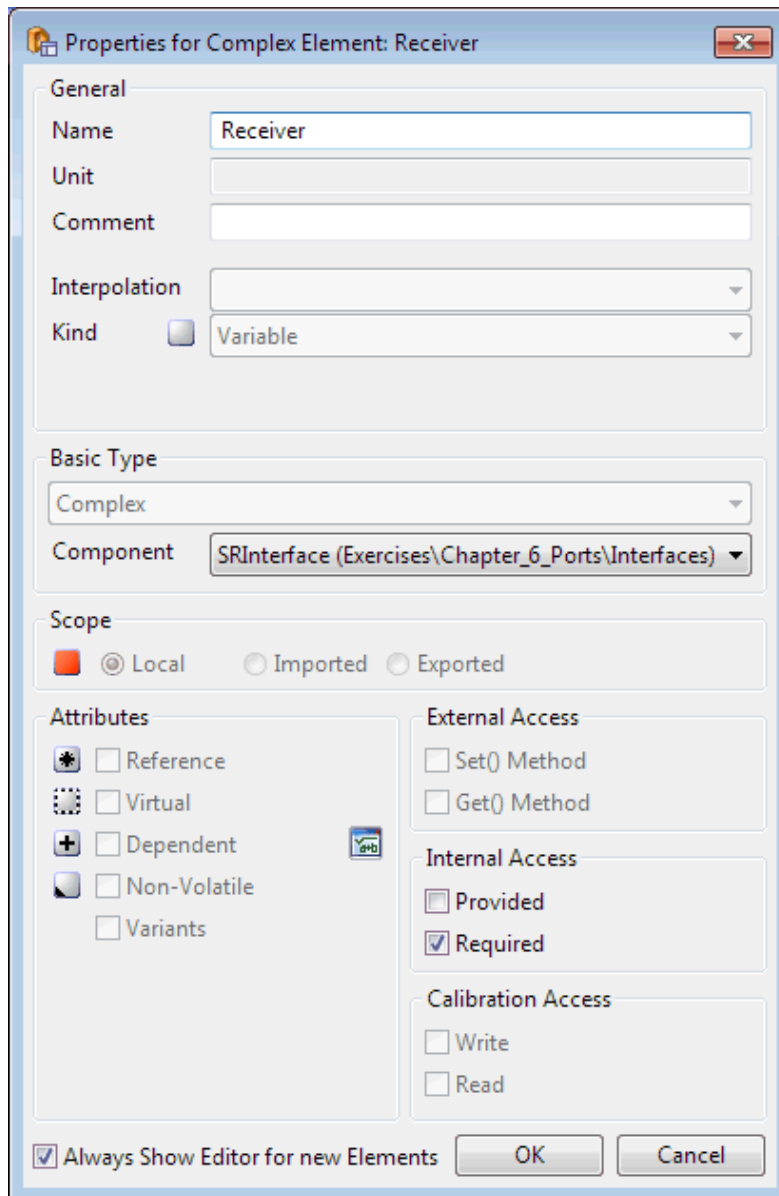 Properties for Complex Element: Receiver
General
Name Receiver
Unit
Comment
Interpolation
Kind Variable
Basic Type
Complex
Component SRInterface (Exercises\Chapter_6_Ports\Interfaces)
Scope
Local Imported Exported
Attributes
Reference
Virtual
Dependent
Non-Volatile
Variants
External Access
Set() Method
Get() Method
Internal Access
Provided
Required
Calibration Access
Write
Read
Always Show Editor for new Elements OK Cancel